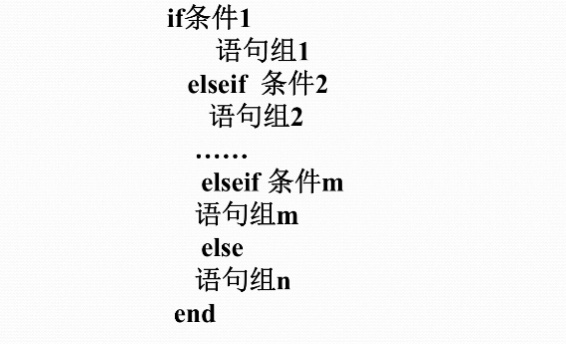 if条件1
语句组1
elseif 条件2
语句组2
……
elseif 条件m
语句组m
else
语句组n
end